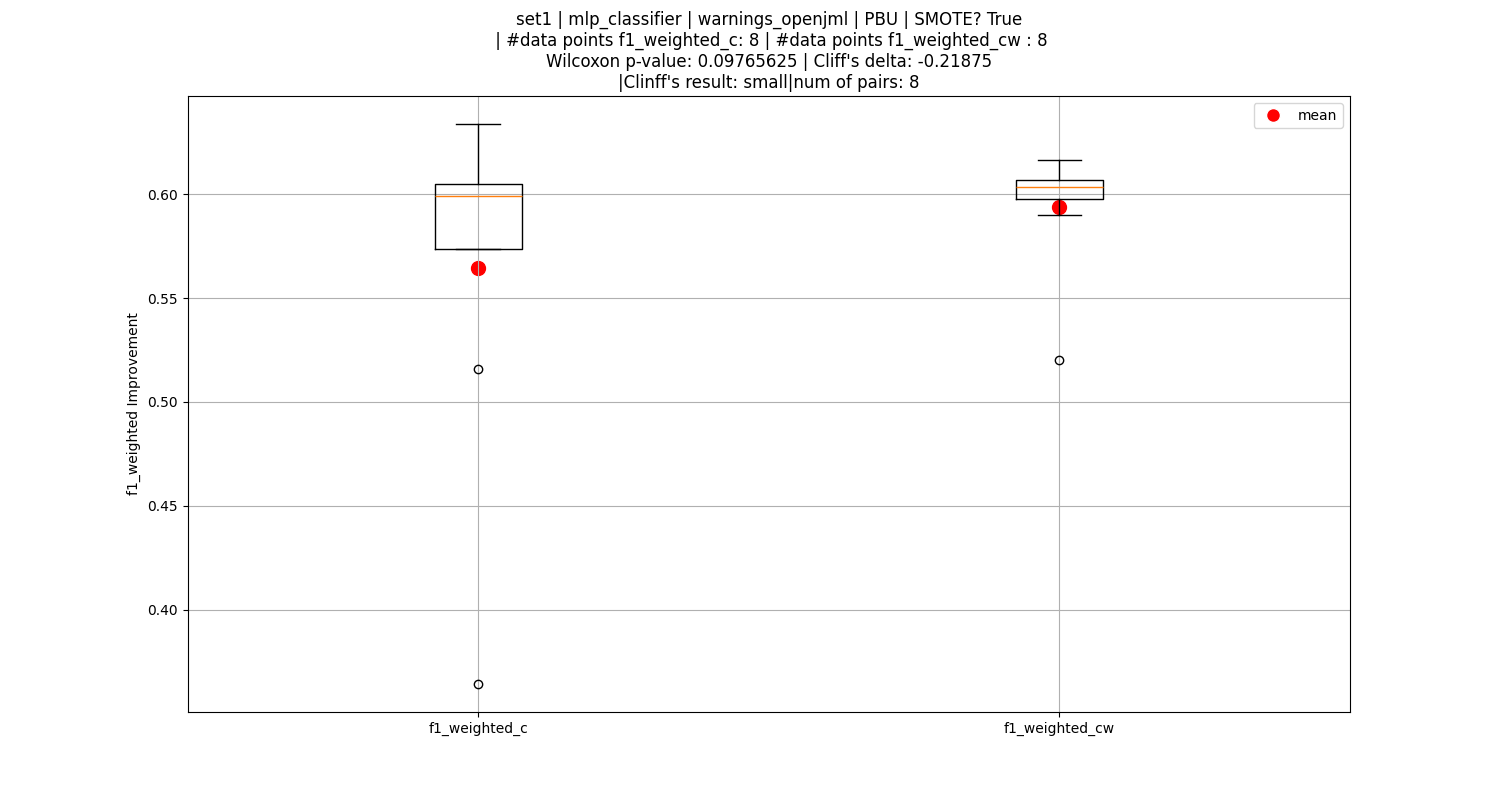 set1 | mlp_classifier | warnings_openjml | PBU | SMOTE? True
| #data points f1_weighted_c: 8 | #data points f1_weighted_cw : 8
Wilcoxon p-value: 0.09765625 | Cliff's delta: -0.21875
|Clinff's result: small|num of pairs: 8
mean
f1_weighted Improvement
0.60
0.55
0.50
0.45
0.40
f1_weighted_c
f1_weighted_cw